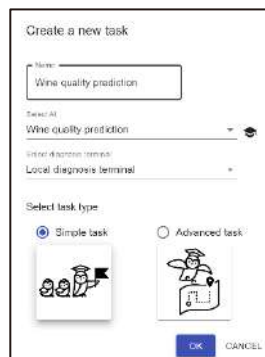 Create a new task
Name
Wine quality prediction
Select AI
Wine quality prediction
Select diagnosis terminal
Local diagnosis terminal
Select task type
Simple task
Advanced task
OK
CANCEL